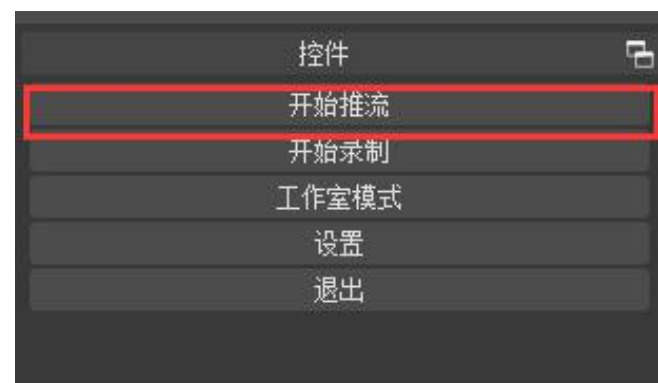 控件
开始推流
开始录制
工作室模式
设置
退出